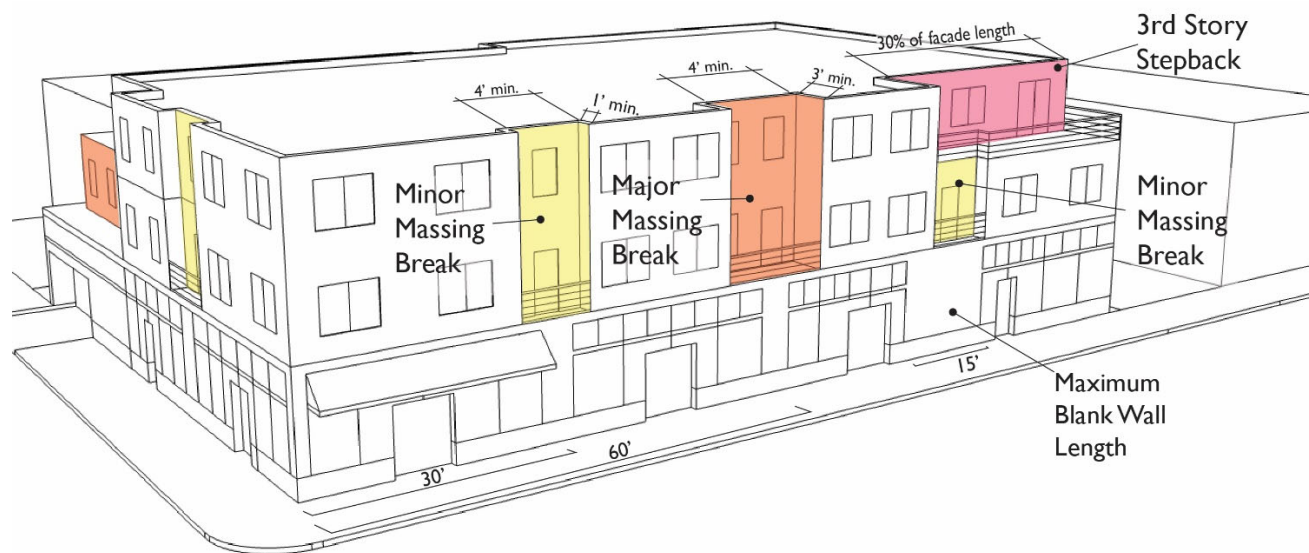 30% of facade length
3rd Story
Stepback
4' min.
1' min.
4' min.
3' min.
Minor
Massing
Break
Major
Massing
Break
Minor
Massing
Break
15'
Maximum
Blank Wall
Length
60'
30'